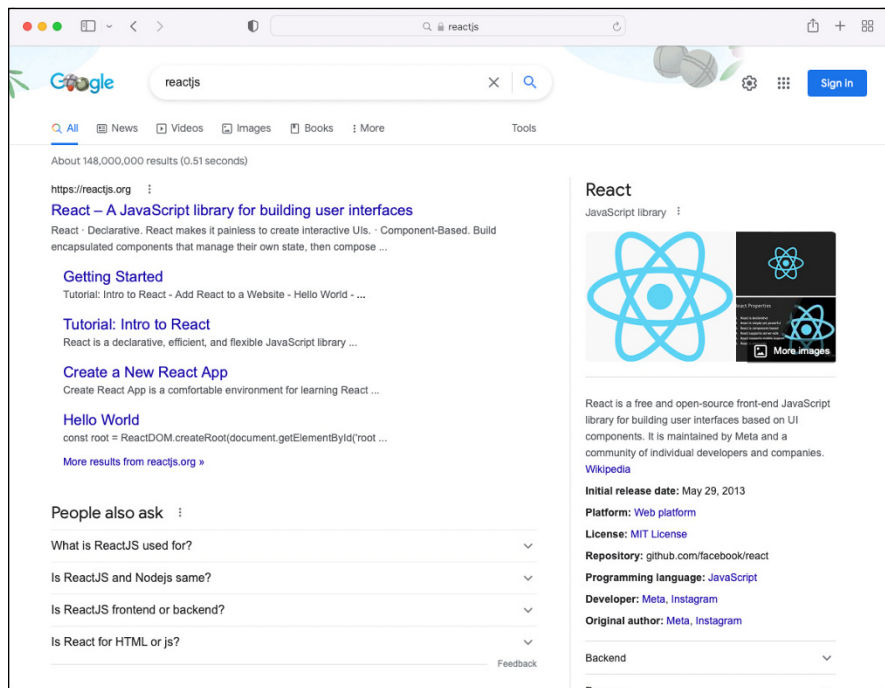 reactjs
Google
reactjs
Sign in
All
News
Videos
Images
Books
More
Tools
About 148,000,000 results (0.51 seconds)
https://reactjs.org
React – A JavaScript library for building user interfaces
React · Declarative. React makes it painless to create interactive UIs. · Component-Based. Build
encapsulated components that manage their own state, then compose ...
Getting Started
Tutorial: Intro to React - Add React to a Website - Hello World - ...
Tutorial: Intro to React
React is a declarative, efficient, and flexible JavaScript library ...
Create a New React App
Create React App is a comfortable environment for learning React ...
Hello World
const root = ReactDOM.createRoot(document.getElementById('root ...
More results from reactjs.org »
People also ask
What is ReactJS used for?
Is ReactJS and Nodejs same?
Is ReactJS frontend or backend?
Is React for HTML or js?
Feedback
React
JavaScript library
More images
React is a free and open-source front-end JavaScript
library for building user interfaces based on UI
components. It is maintained by Meta and a
community of individual developers and companies.
Wikipedia
Initial release date: May 29, 2013
Platform: Web platform
License: MIT License
Repository: github.com/facebook/react
Programming language: JavaScript
Developer: Meta, Instagram
Original author: Meta, Instagram
Backend